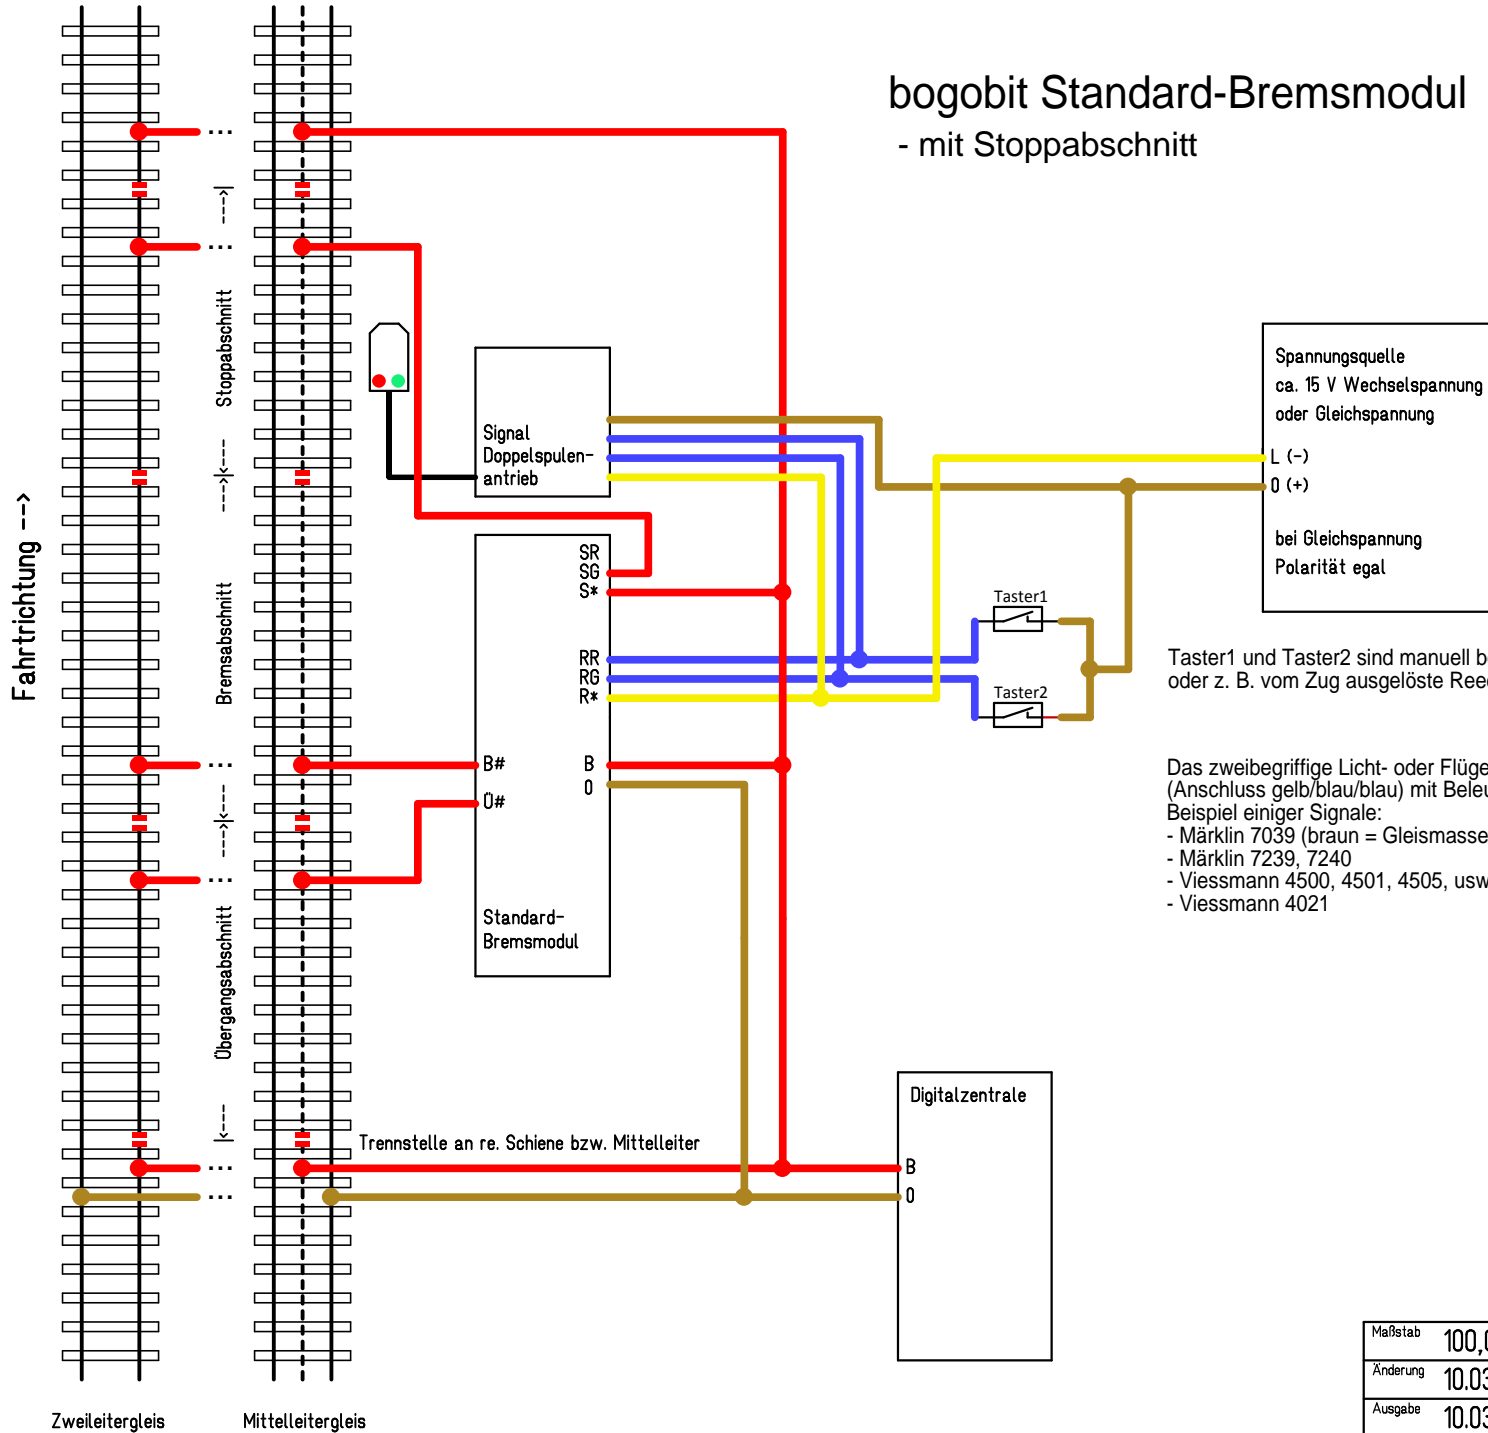 bogobit Standard-Bremsmodul
- mit Stoppabschnitt
...
...
Stoppabschnitt
Fahrtrichtung -->
Bremsabschnitt
...
...
Übergangsabschnitt
...
...
Signal
Doppelspulen-
antrieb
SR
SG
S*
RR
RG
R*
B#
B
Ü#
0
Standard-
Bremsmodul
Taster1
Taster2
Spannungsquelle
ca. 15 V Wechselspannung
oder Gleichspannung
L (-)
0 (+)
bei Gleichspannung
Polarität egal
Taster1 und Taster2 sind manuell
oder z. B. vom Zug ausgelöste
Das zweibegriffige Licht- oder
(Anschluss gelb/blau/blau) mit
Beispiel einiger Signale:
- Märklin 7039 (braun = Gleismasse
- Märklin 7239, 7240
- Viessmann 4500, 4501, 4505, usw
- Viessmann 4021
Digitalzentrale
B
0
Trennstelle an re. Schiene bzw. Mittelleiter
Zweileitergleis
Mittelleitergleis
Maßstab
Änderung 10.03
Ausgabe 10.03